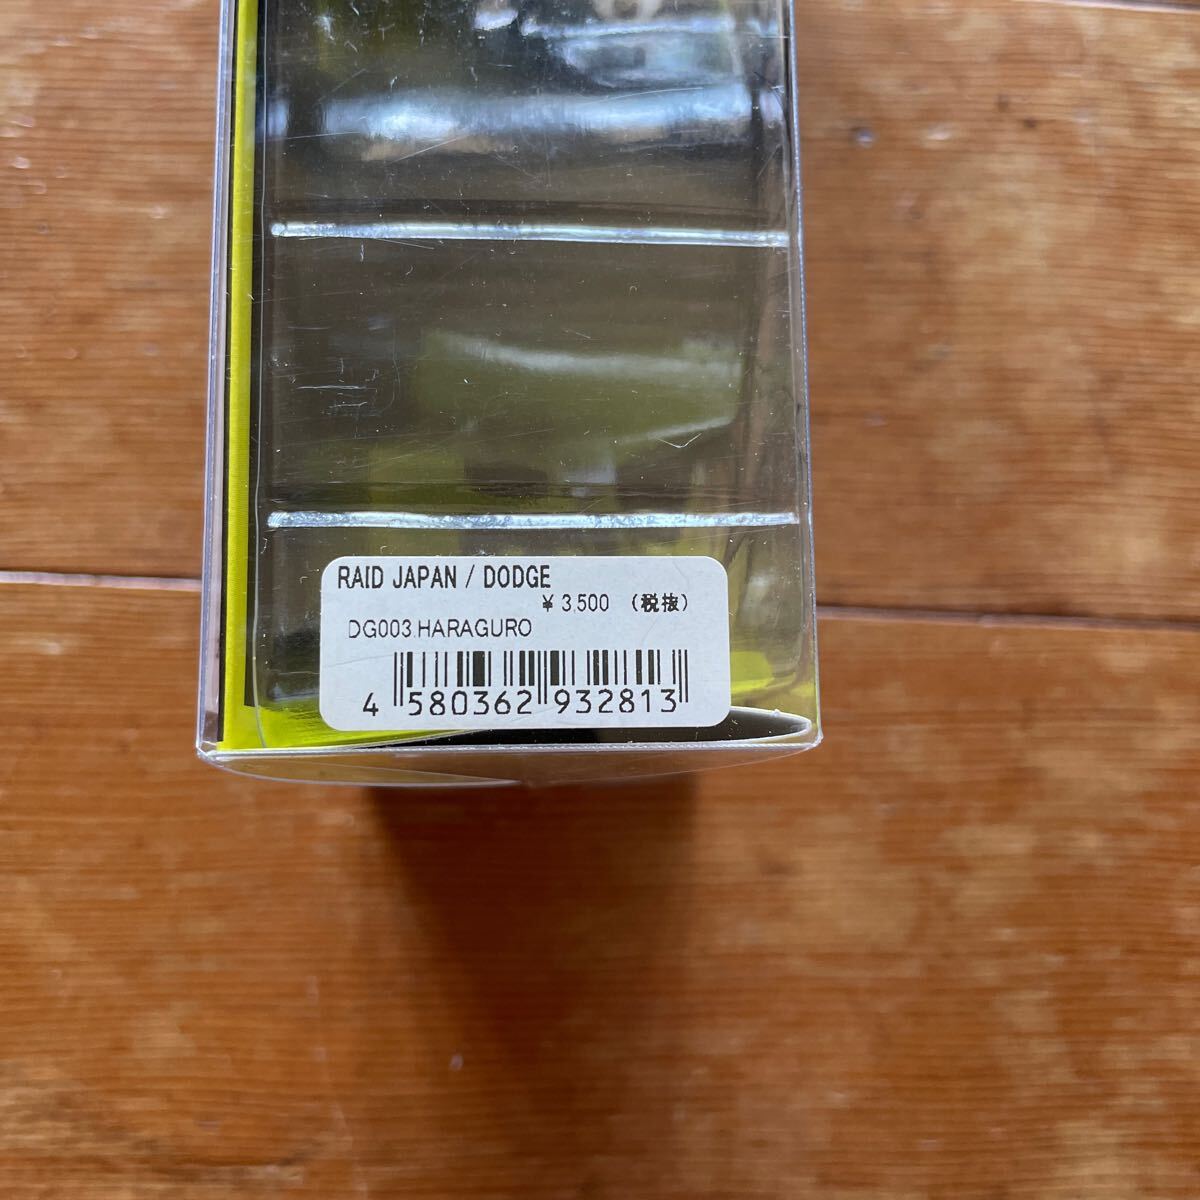 RAID JAPAN / DODGE
¥ 3,500 (税抜)
DG003.HARAGURO
4 580362 932813